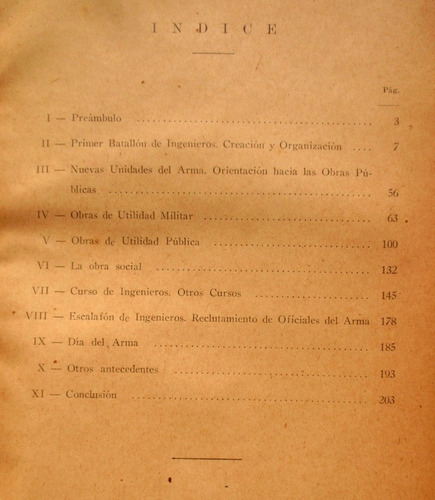 INDICE
Pág.
I — Preámbulo .......... 3
II — Primer Batallón de Ingenieros. Creación y Organización .... 7
III — Nuevas Unidades del Arma. Orientación hacia las Obras Pú-
blicas .......... 56
IV — Obras de Utilidad Militar .......... 63
V — Obras de Utilidad Pública .......... 100
VI — La obra social .......... 132
VII — Curso de Ingenieros. Otros Cursos .......... 145
VIII — Escalafón de Ingenieros. Reclutamiento de Oficiales del Arma 178
IX — Día del Arma .......... 185
X — Otros antecedentes .......... 193
XI — Conclusión .......... 203